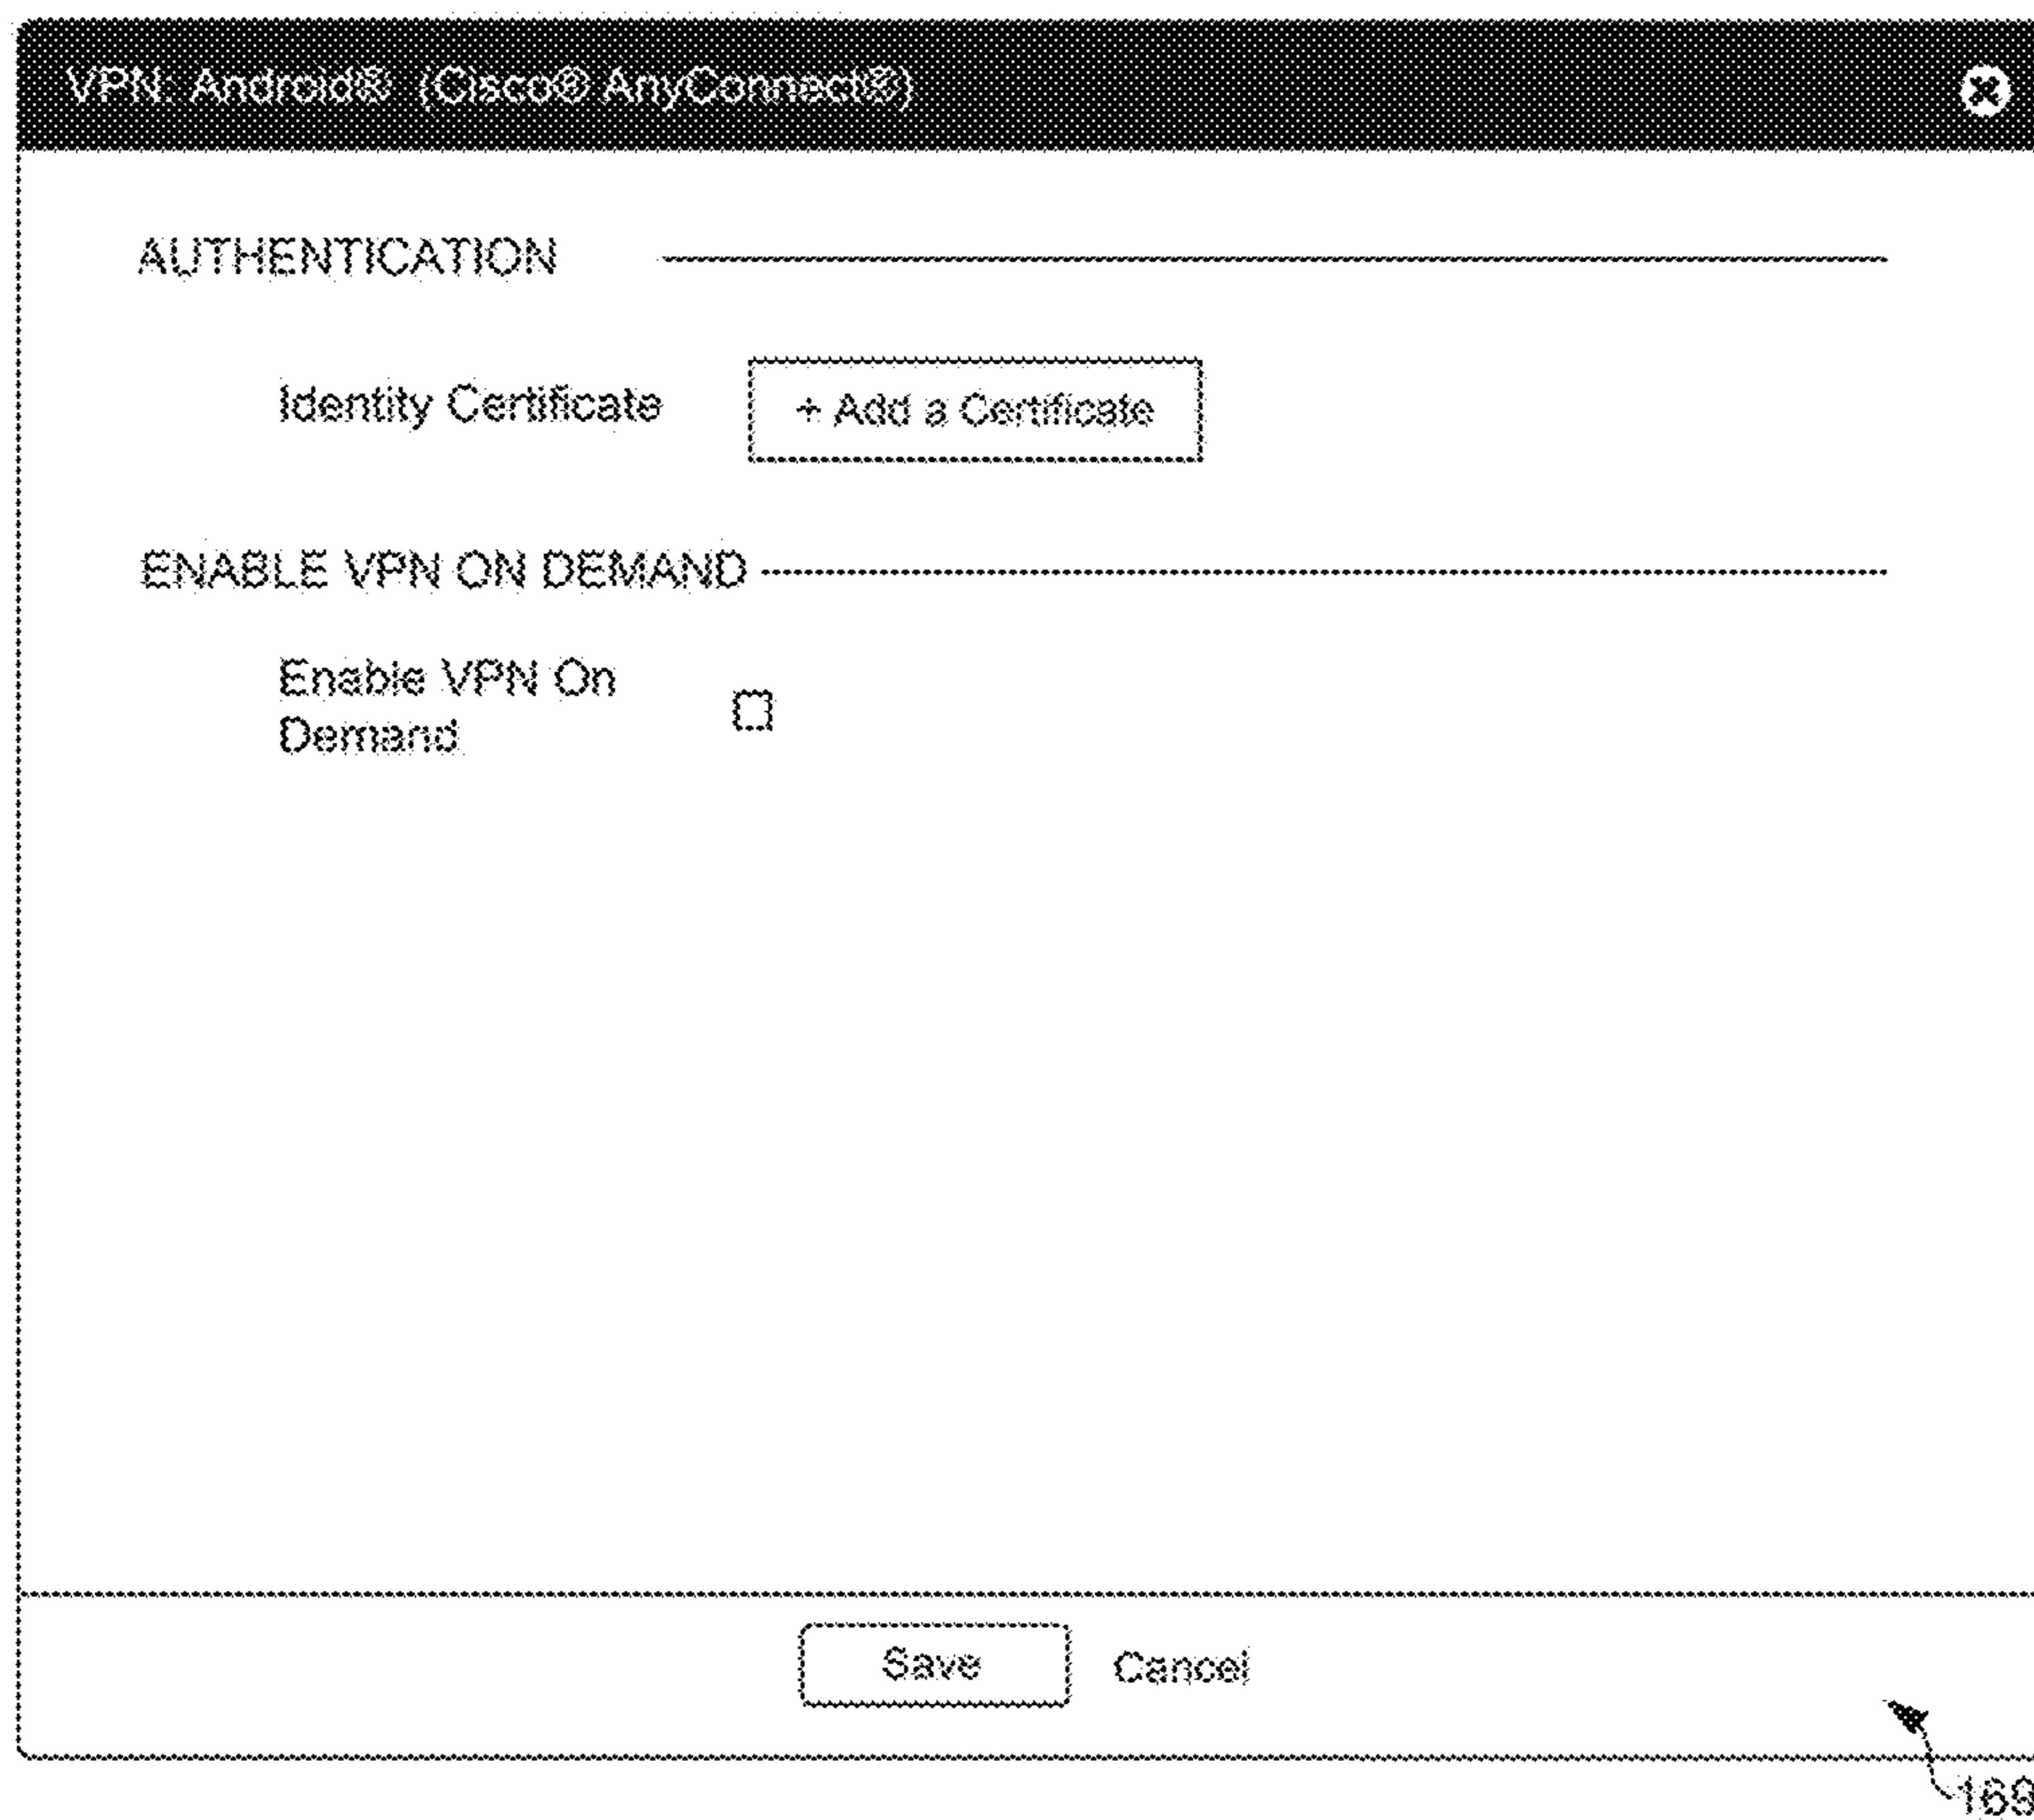 VPN: Android® (Cisco® AnyConnect®)
AUTHENTICATION
Identity Certificate
+ Add a Certificate
ENABLE VPN ON DEMAND
Enable VPN On
Demand
Save
Cancel